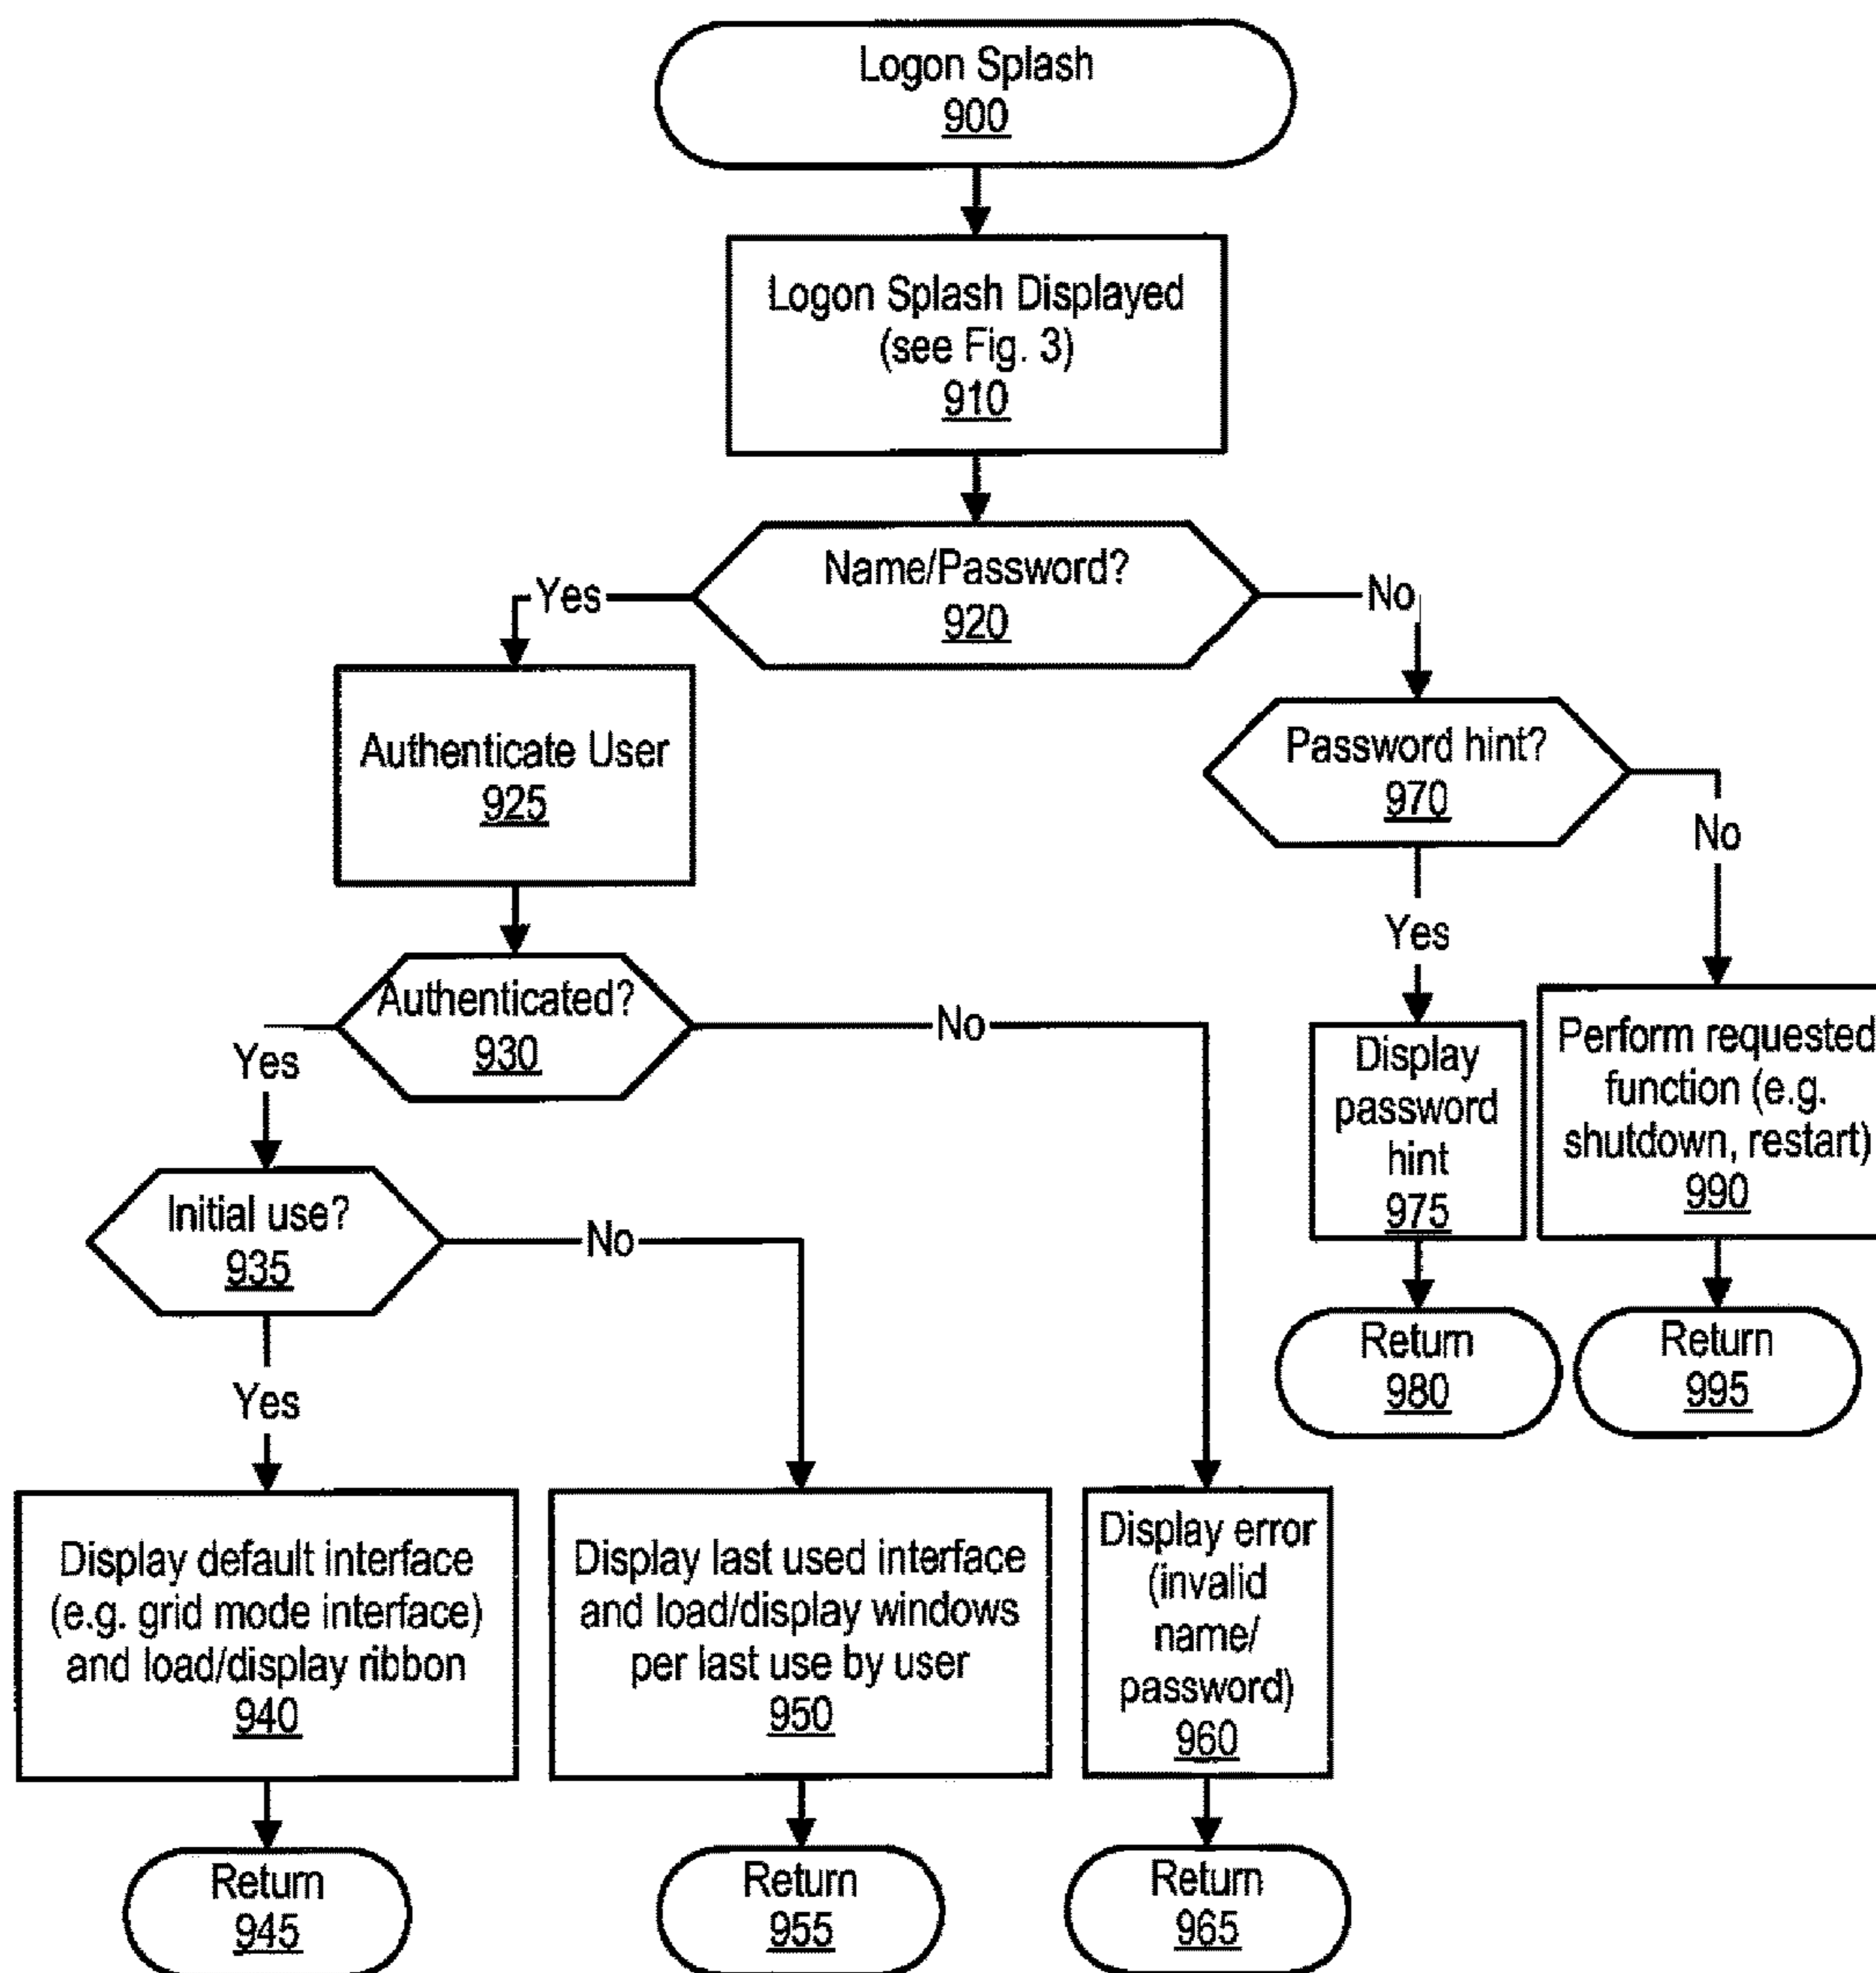 Logon Splash
900
Logon Splash Displayed
(see Fig. 3)
910
Name/Password?
920
Yes
No
Authenticate User
925
Password hint?
970
No
Yes
Authenticated?
930
No
Yes
Display
password
hint
975
Perform requested
function (e.g.
shutdown, restart)
990
Initial use?
935
No
Yes
Return
980
Return
995
Display default interface
(e.g. grid mode interface)
and load/display ribbon
940
Display last used interface
and load/display windows
per last use by user
950
Display error
(invalid
name/
password)
960
Return
945
Return
955
Return
965